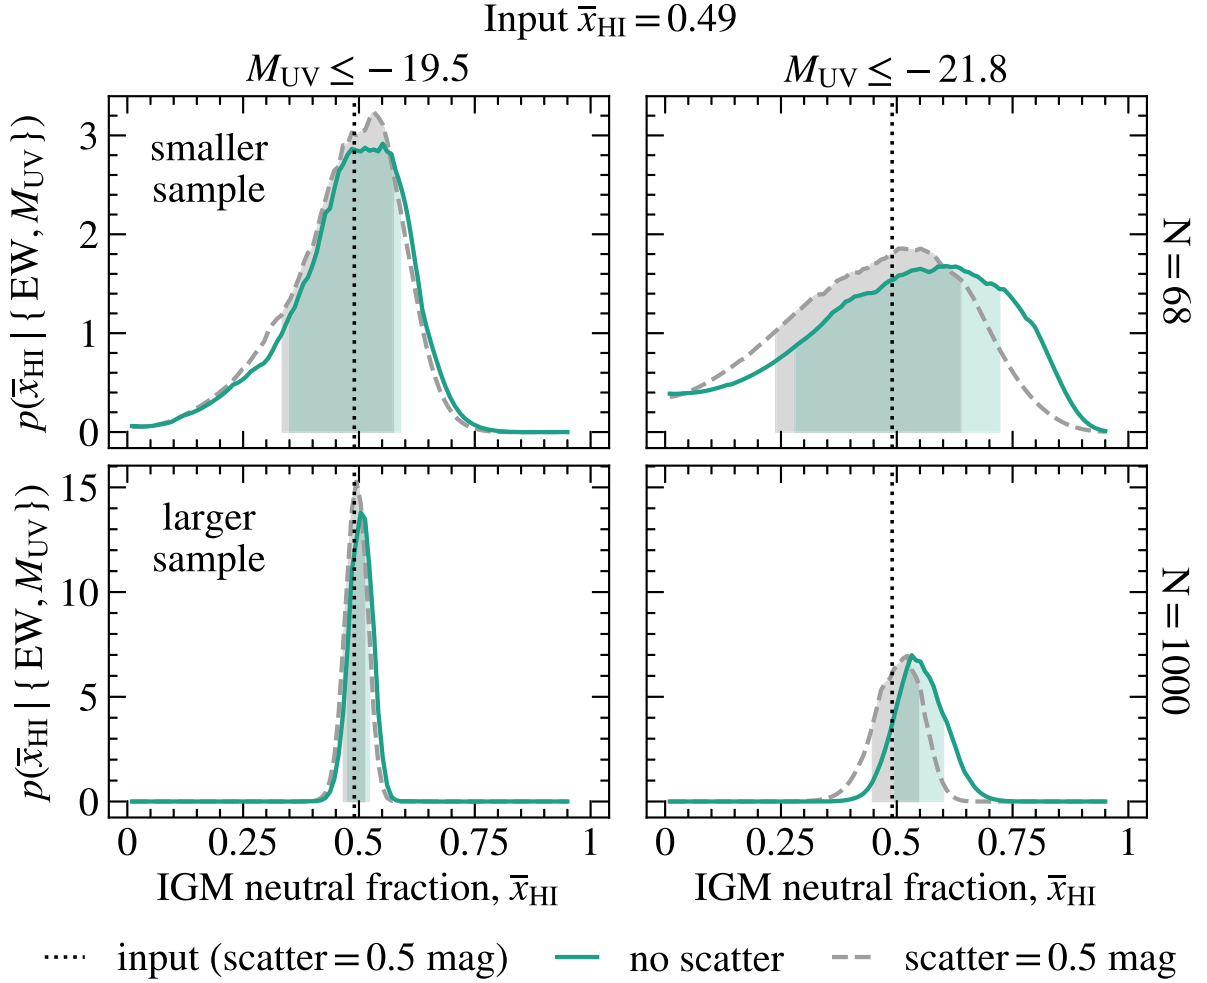 Input x̅HI = 0.49
MUV ≤ −19.5
MUV ≤ −21.8
p(x̅HI | {EW, MUV})
3
2
1
0
smaller
sample
N = 68
p(x̅HI | {EW, MUV})
15
10
5
0
larger
sample
N = 1000
0 0.25 0.5 0.75 1
0 0.25 0.5 0.75 1
IGM neutral fraction, x̅HI
IGM neutral fraction, x̅HI
input (scatter = 0.5 mag) no scatter scatter = 0.5 mag